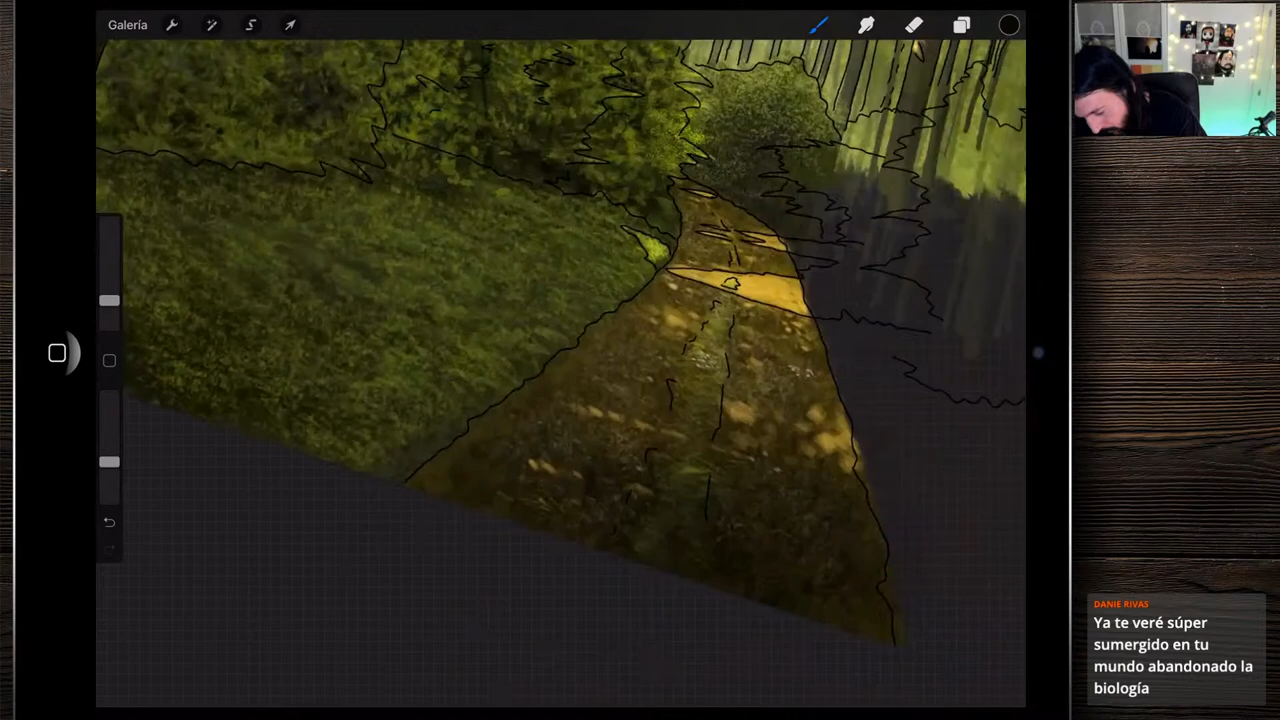 Galería
DANIE RIVAS
Ya te veré súper
sumergido en tu
mundo abandonado la
biología